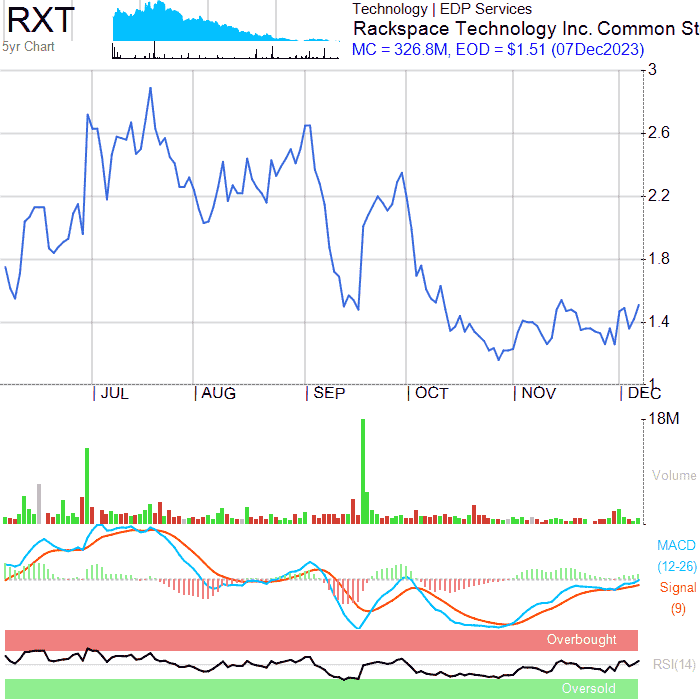 RXT
5yr Chart
Technology | EDP Services
Rackspace Technology Inc. Common St
MC = 326.8M, EOD = $1.51 (07Dec2023)
3
2.6
2.2
1.8
1.4
1
JUL AUG SEP OCT NOV DEC
18M
Volume
MACD
(12-26)
Signal
(9)
Overbought
RSI(14)
Oversold